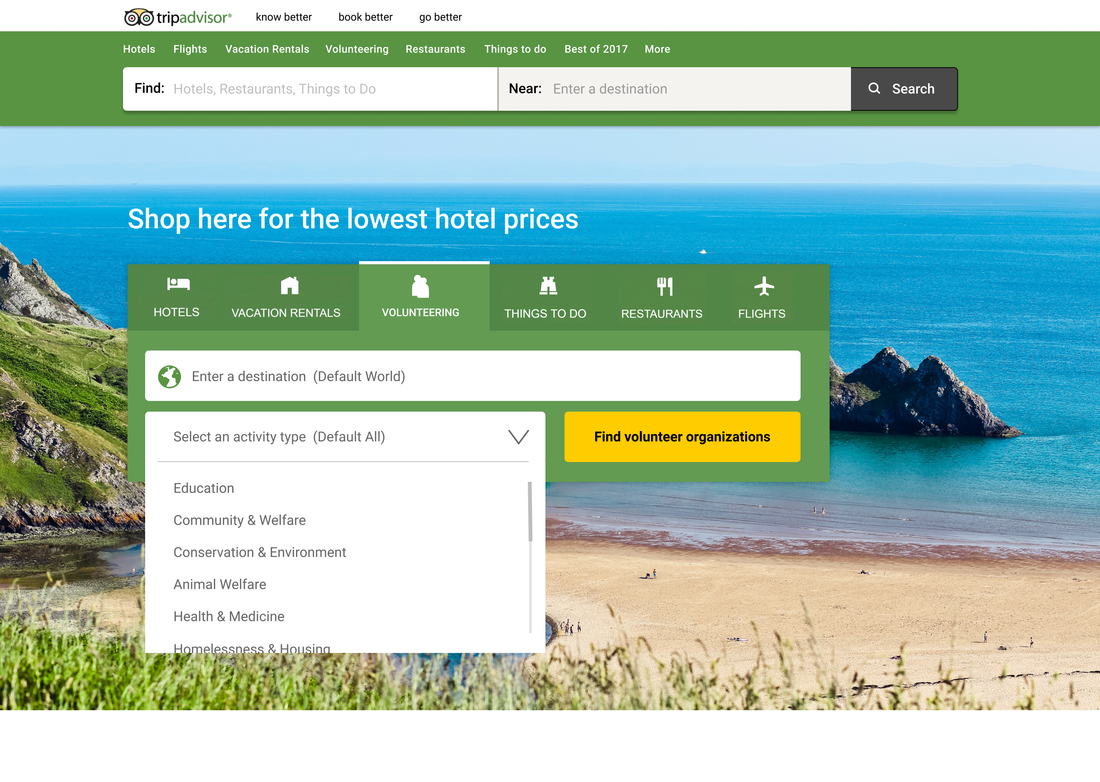 tripadvisor® know better book better go better
Hotels Flights Vacation Rentals Volunteering Restaurants Things to do Best of 2017 More
Find: Hotels, Restaurants, Things to Do Near: Enter a destination Search
Shop here for the lowest hotel prices
HOTELS VACATION RENTALS VOLUNTEERING THINGS TO DO RESTAURANTS FLIGHTS
Enter a destination (Default World)
Select an activity type (Default All) Find volunteer organizations
Education
Community & Welfare
Conservation & Environment
Animal Welfare
Health & Medicine
Homelessness & Housing